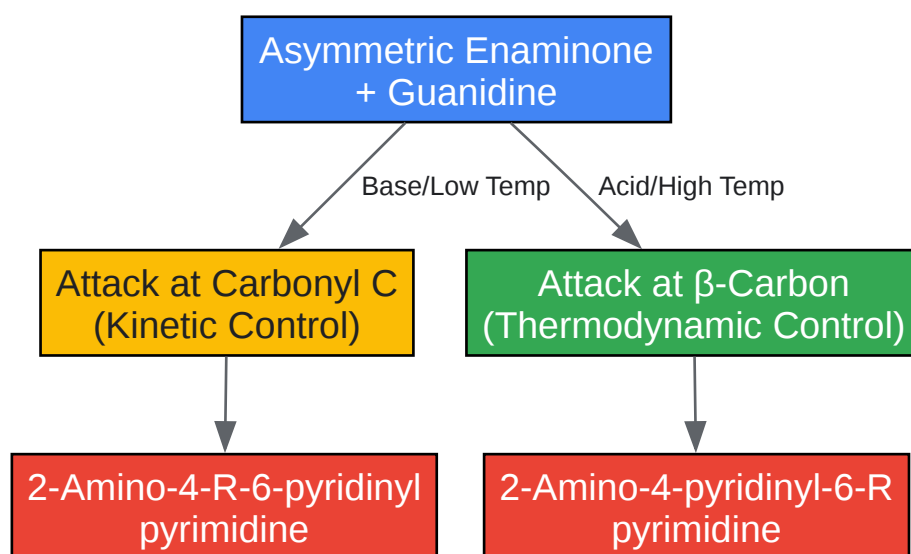 Asymmetric Enaminone
+ Guanidine
Base/Low Temp
Acid/High Temp
Attack at Carbonyl C
(Kinetic Control)
Attack at β-Carbon
(Thermodynamic Control)
2-Amino-4-R-6-pyridinyl
pyrimidine
2-Amino-4-pyridinyl-6-R
pyrimidine